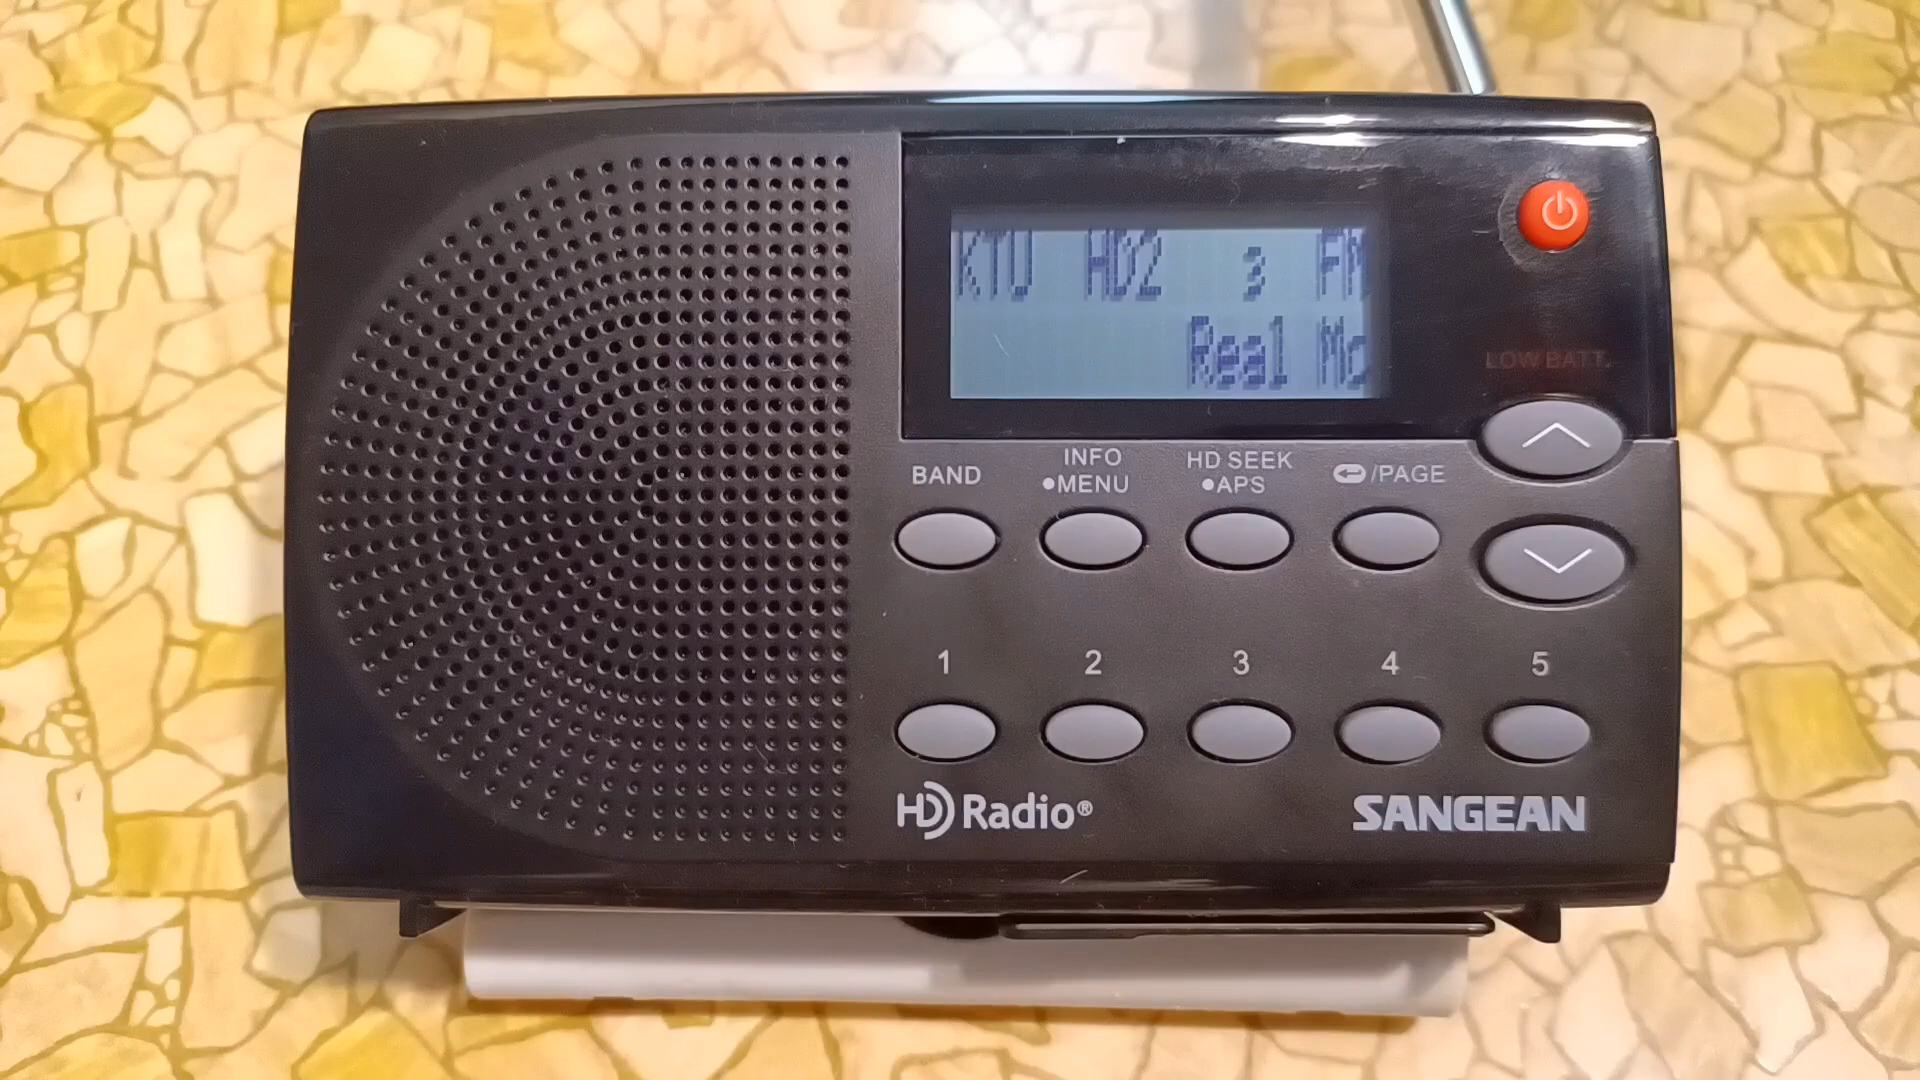 KTU HD2 3 FM
Real Mc
LOW BATT.
BAND
INFO
•MENU
HD SEEK
•APS
/PAGE
1 2 3 4 5
HD Radio®
SANGEAN